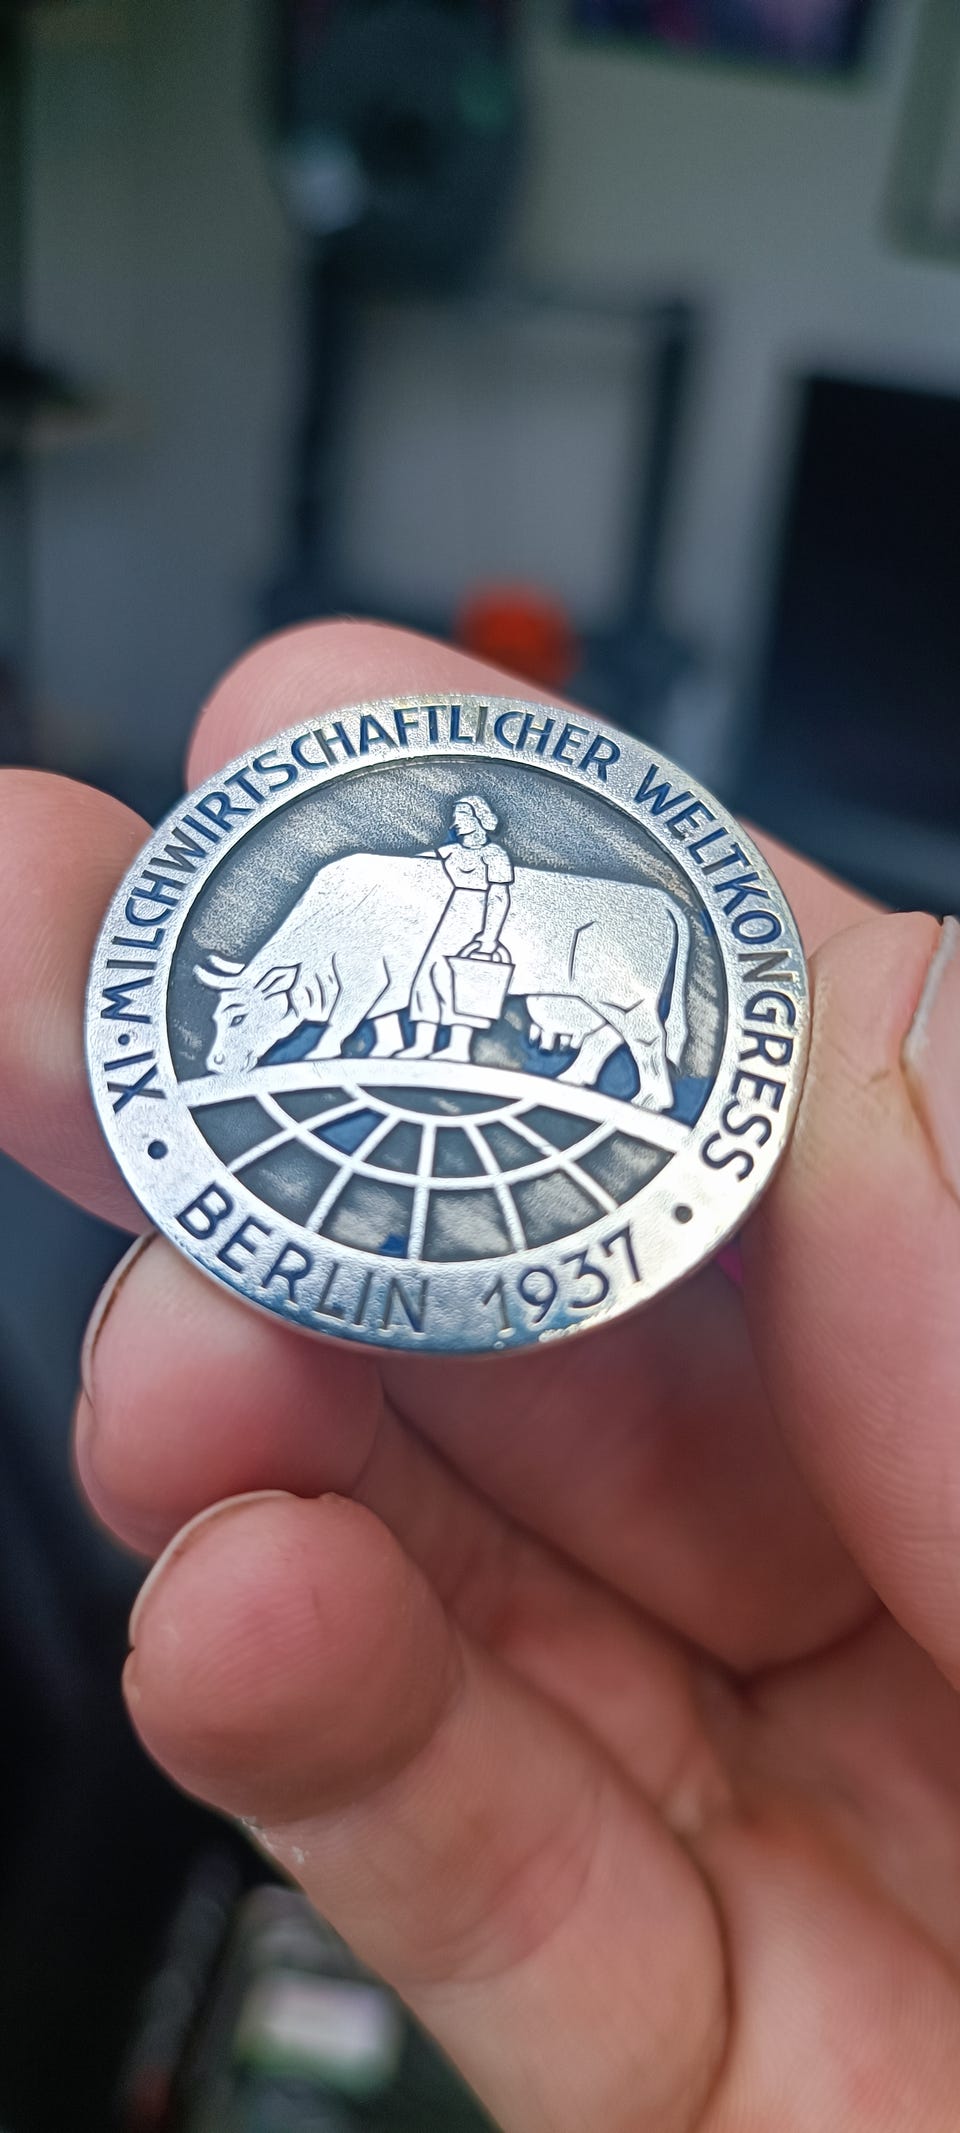 XI·MILCHWIRTSCHAFTLICHER WELTKONGRESS
• BERLIN 1937 •